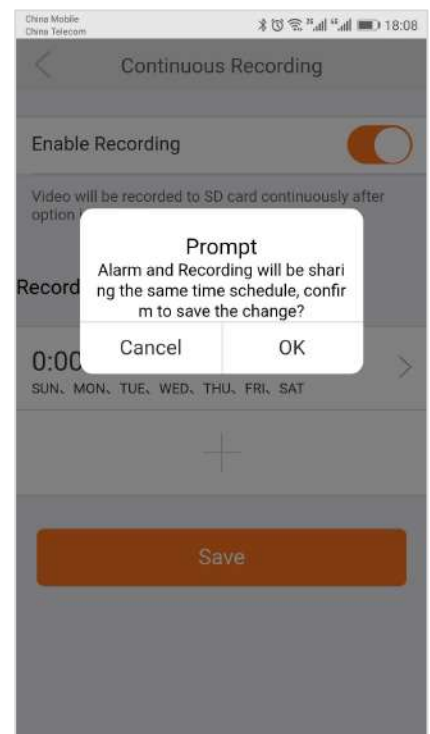 China Mobile
China Telecom
18:08
Continuous Recording
Enable Recording
Video will be recorded to SD card continuously after
option
Prompt
Alarm and Recording will be shari
ng the same time schedule, confir
m to save the change?
Record
Cancel
OK
0:00
SUN、MON、TUE、WED、THU、FRI、SAT
Save